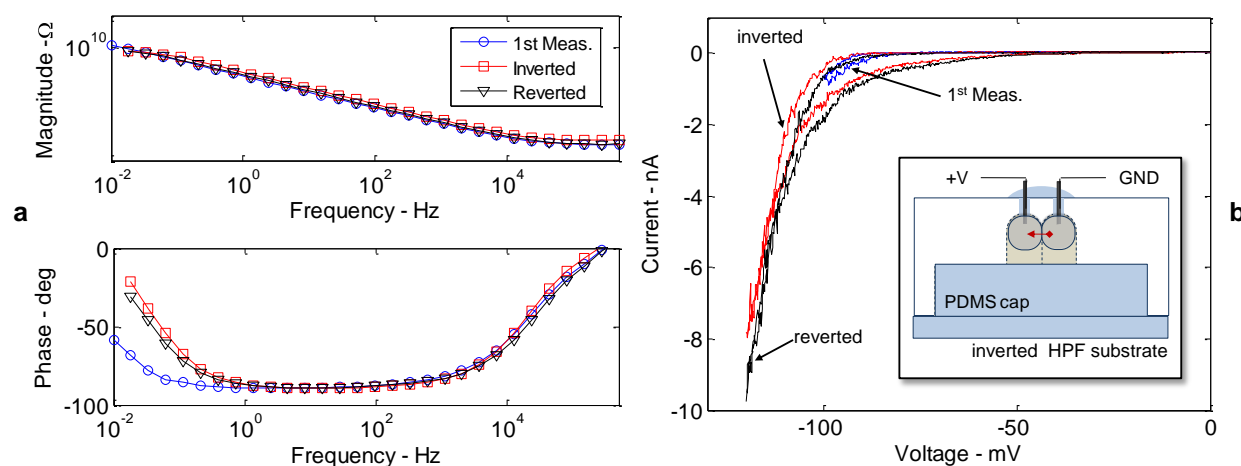 Magnitude -Ω
10^10
1st Meas.
Inverted
Reverted
10^-2 10^0 10^2 10^4
Frequency - Hz
a
Phase - deg
0
-50
-100
10^-2 10^0 10^2 10^4
Frequency - Hz
b
Current - nA
0
-2
-4
-6
-8
-10
-100 -50 0
Voltage - mV
inverted
1st Meas.
reverted
+V GND
PDMS cap
inverted HPF substrate